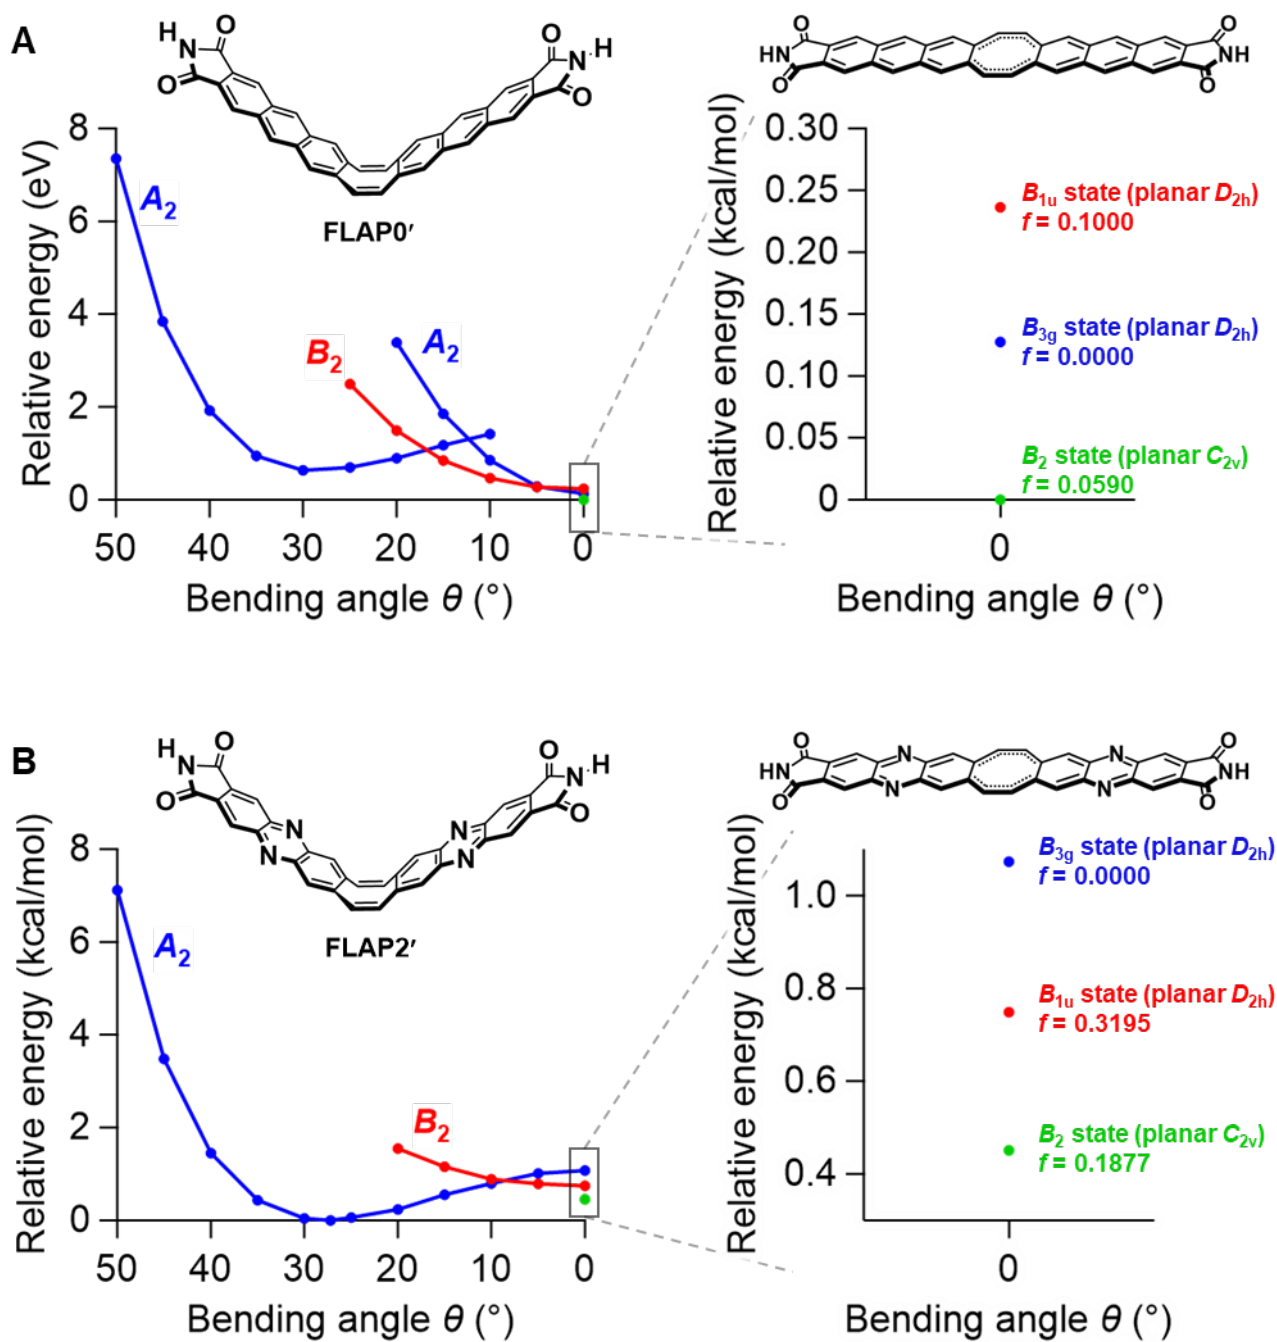 A
H
N
O
O
O
N
H
O
FLAP0′
O
HN
O
O
NH
O
Relative energy (eV)
8
6
4
2
0
A2
B2
A2
50 40 30 20 10 0
Bending angle θ (°)
Relative energy (kcal/mol)
0.30
0.25
0.20
0.15
0.10
0.05
0
B1u state (planar D2h)
f = 0.1000
B3g state (planar D2h)
f = 0.0000
B2 state (planar C2v)
f = 0.0590
0
Bending angle θ (°)
B
H
N
O
O
N
N
N
N
O
N
H
O
FLAP2′
O
HN
O
N
N
N
N
O
NH
O
Relative energy (kcal/mol)
8
6
4
2
0
A2
B2
50 40 30 20 10 0
Bending angle θ (°)
Relative energy (kcal/mol)
1.0
0.8
0.6
0.4
B3g state (planar D2h)
f = 0.0000
B1u state (planar D2h)
f = 0.3195
B2 state (planar C2v)
f = 0.1877
0
Bending angle θ (°)